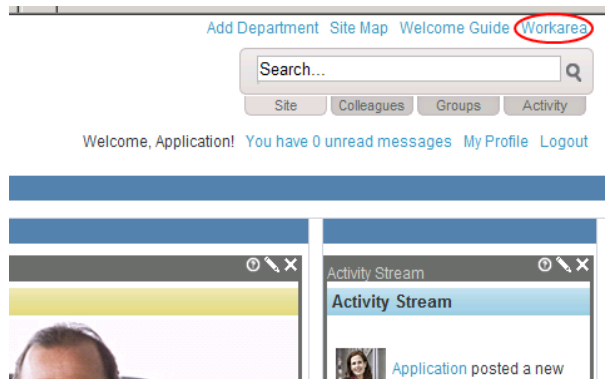 Add Department Site Map Welcome Guide Workarea
Search...
Site Colleagues Groups Activity
Welcome, Application! You have 0 unread messages My Profile Logout
Activity Stream
Activity Stream
Application posted a new